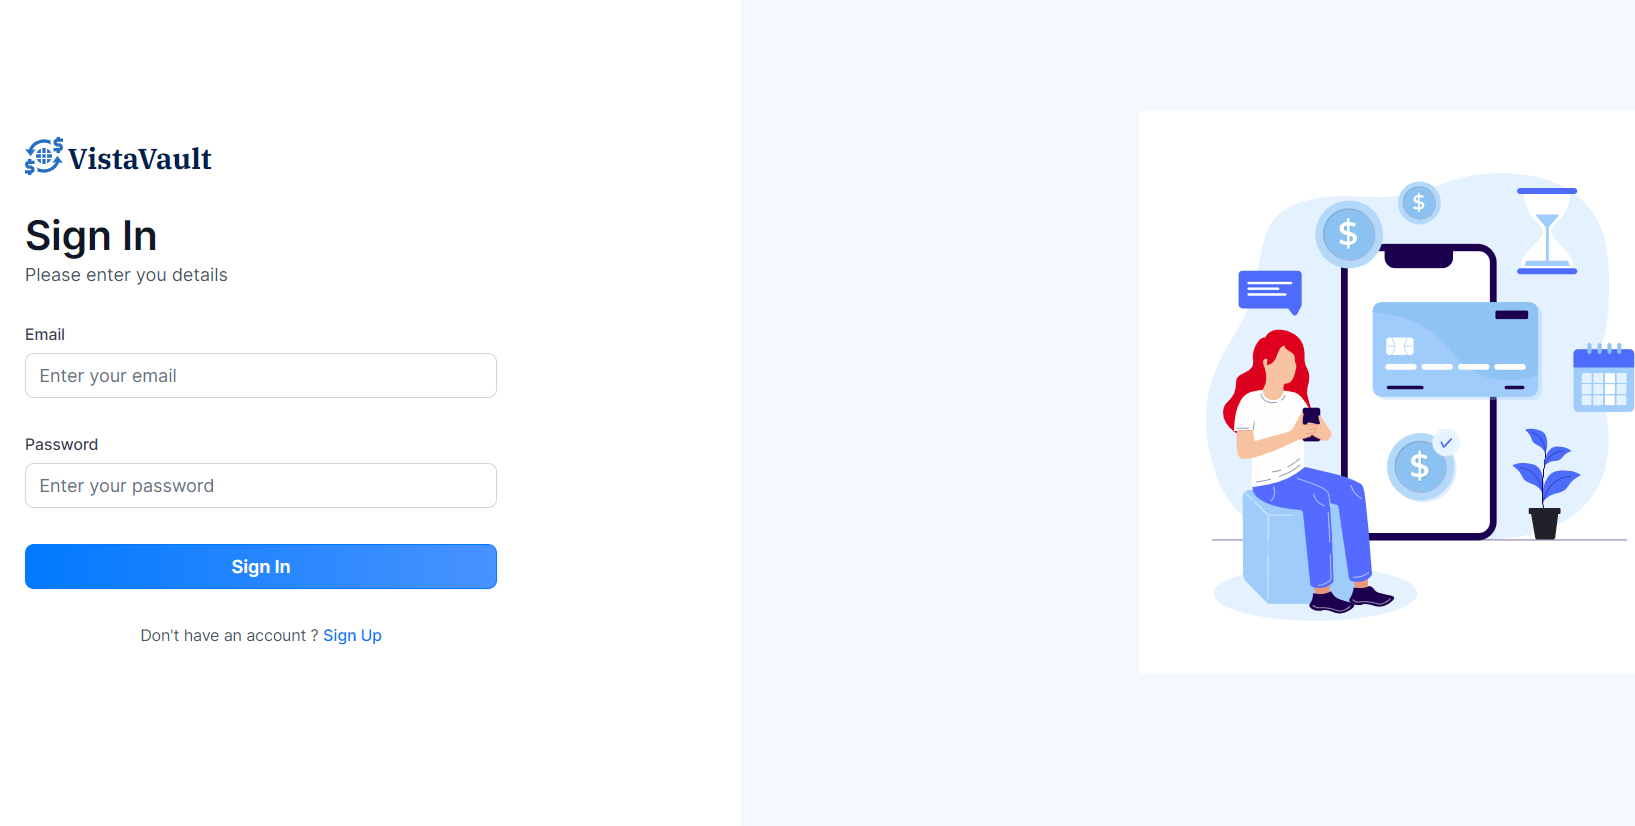 VistaVault
Sign In
Please enter you details
Email
Enter your email
Password
Enter your password
Sign In
Don't have an account ? Sign Up
$
$
$